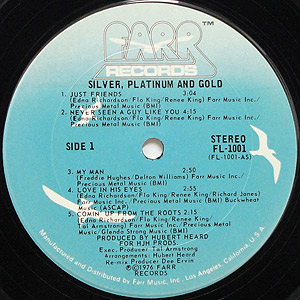 FARR
TM
RECORDS
SILVER, PLATINUM AND GOLD
1. JUST FRIENDS 3:04
(Edna Richardson/Flo King/Renee King) Farr Music Inc./
Precious Metal Music (BMI)
2. NEVER SEEN A GUY LIKE YOU 4:15
(Edna Richardson/Flo King/Renee King) Farr Music Inc./
Precious Metal Music (BMI)
SIDE 1
STEREO
FL-1001
(FL-1001-AS)
3. MY MAN 2:50
(Freddie Hughes/Delton Williams) Farr Music Inc./
Precious Metal Music (BMI)
4. LOVE IN HIS EYES 5:41
(Edna Richardson/Flo King/Renee King/Richard Jones)
Farr Music Inc./Precious Metal Music (BMI) Buckwheat
Music (ASCAP)
5. COMIN' UP FROM THE ROOTS 2:15
(Edna Richardson/Flo King/Renee King/
Tal Armstrong) Farr Music Inc./Precious Metal
Music/Glenda Strong Music (BMI)
PRODUCED BY HUBERT HEARD
FOR HJH PRODS.
Exec. Producer: Tal Armstrong
Arrangements: Hubert Heard
Re-mix Producer: Dee Ervin
℗ © 1976 FARR
RECORDS
Manufactured and Distributed by Farr Music, Inc., Los Angeles, California, U.S.A.